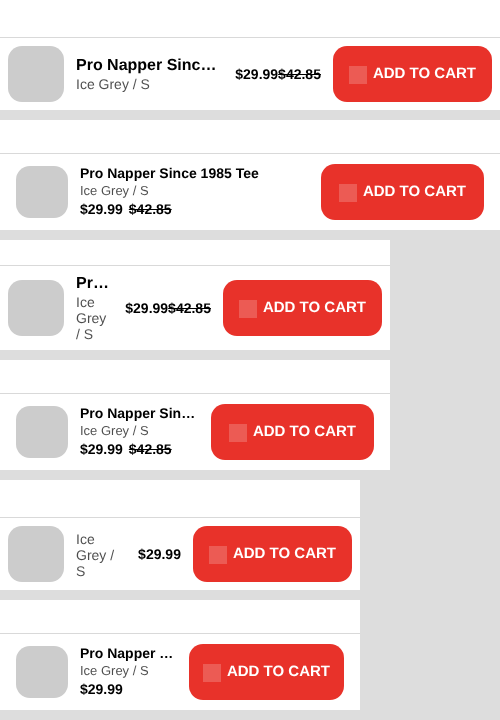 Pro Napper Sinc…
Ice Grey / S
$29.99$42.85
ADD TO CART
Pro Napper Since 1985 Tee
Ice Grey / S
$29.99 $42.85
ADD TO CART
Pr…
Ice
Grey
/ S
$29.99$42.85
ADD TO CART
Pro Napper Sin…
Ice Grey / S
$29.99 $42.85
ADD TO CART
Ice
Grey /
S
$29.99
ADD TO CART
Pro Napper …
Ice Grey / S
$29.99
ADD TO CART